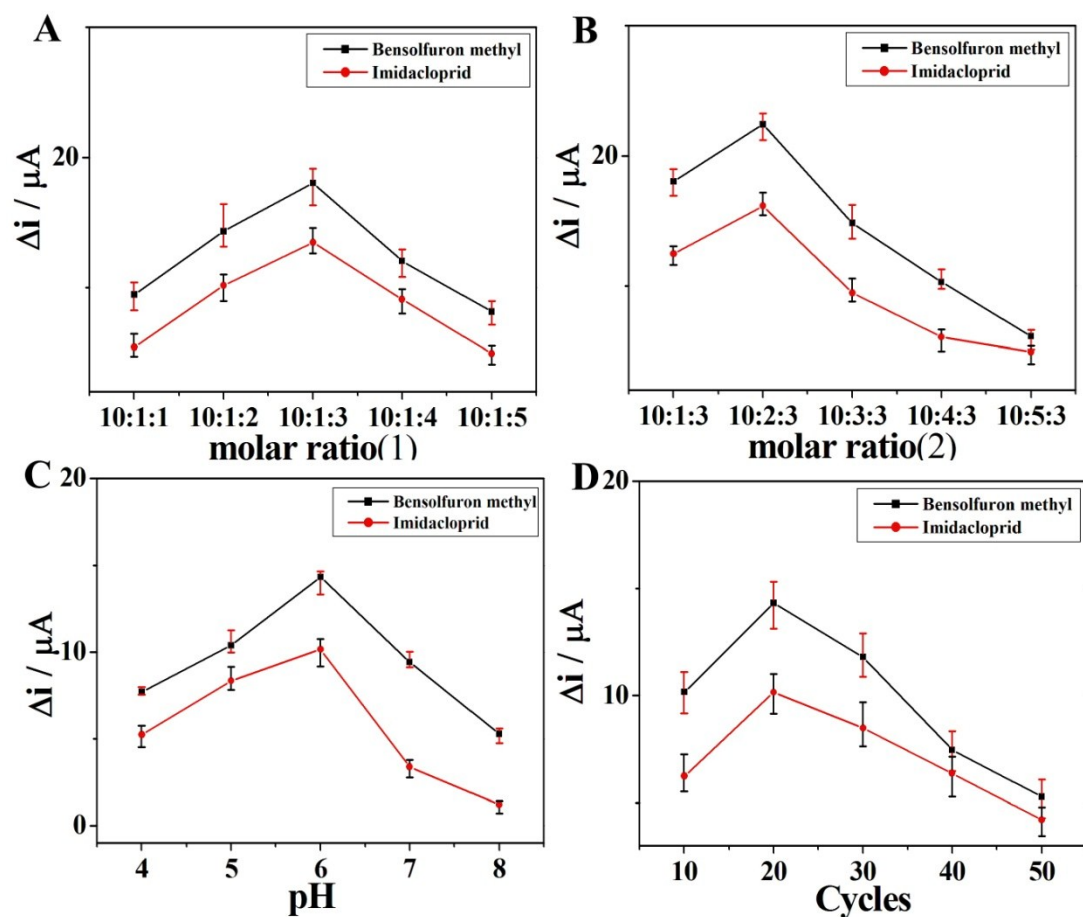 A
Bensolfuron methyl
Imidacloprid
Δi / μA
20
10:1:1 10:1:2 10:1:3 10:1:4 10:1:5
molar ratio(1)
B
Bensolfuron methyl
Imidacloprid
Δi / μA
20
10:1:3 10:2:3 10:3:3 10:4:3 10:5:3
molar ratio(2)
C
Bensolfuron methyl
Imidacloprid
Δi / μA
20
10
0
4 5 6 7 8
pH
D
Bensolfuron methyl
Imidacloprid
Δi / μA
20
10
10 20 30 40 50
Cycles